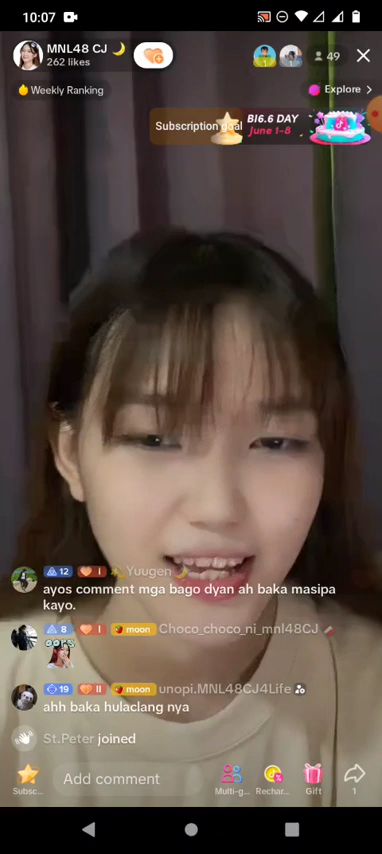 10:07
MNL48 CJ 🌙
262 likes
49
Weekly Ranking
Explore >
Subscription goal
BI6.6 DAY
June 1-8
12 I Yuugen 🌙
ayos comment mga bago dyan ah baka masipa
kayo.
8 I moon Choco_choco_ni_mnl48CJ
19 II moon unopi.MNL48CJ4Life
ahh baka hulaclang nya
St.Peter joined
Subsc...
Add comment
Multi-g...
Rechar...
Gift
1